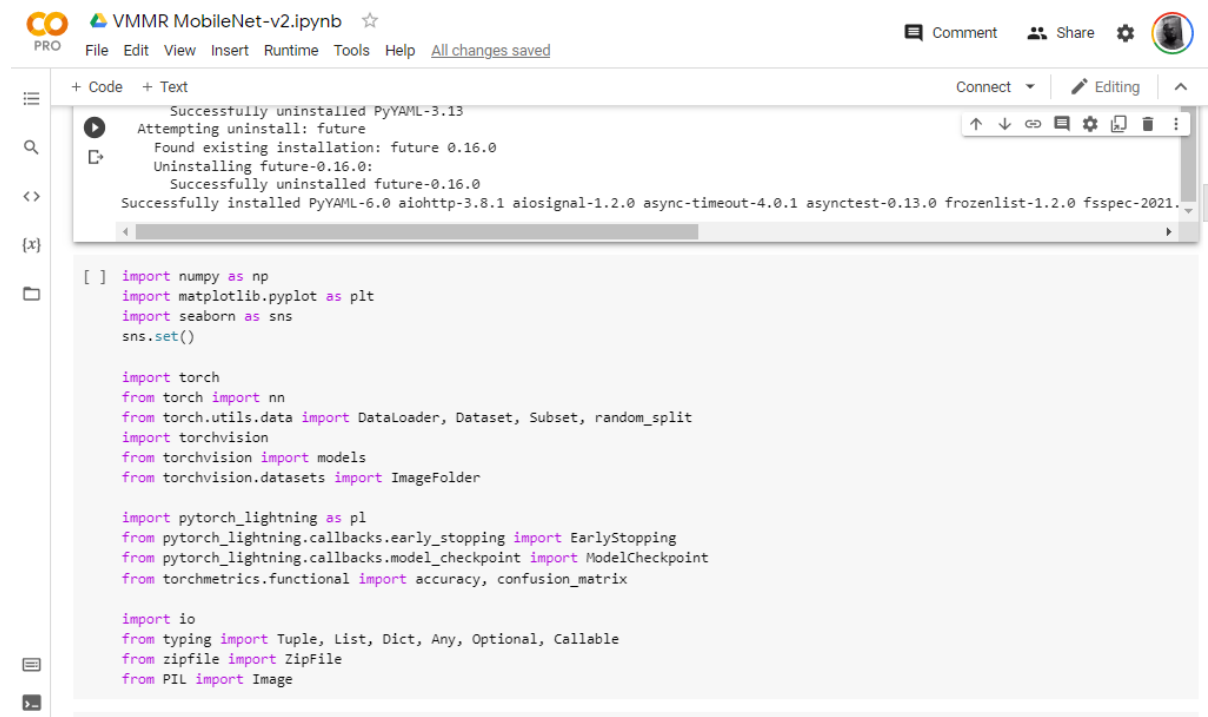 CO
PRO
VMMR MobileNet-v2.ipynb
File Edit View Insert Runtime Tools Help All changes saved
Comment Share
+ Code + Text
Connect Editing
Successfully uninstalled PyYAML-3.13
Attempting uninstall: future
Found existing installation: future 0.16.0
Uninstalling future-0.16.0:
Successfully uninstalled future-0.16.0
Successfully installed PyYAML-6.0 aiohttp-3.8.1 aiosignal-1.2.0 async-timeout-4.0.1 asynctest-0.13.0 frozenlist-1.2.0 fsspec-2021.
{x}
[ ] import numpy as np
import matplotlib.pyplot as plt
import seaborn as sns
sns.set()
import torch
from torch import nn
from torch.utils.data import DataLoader, Dataset, Subset, random_split
import torchvision
from torchvision import models
from torchvision.datasets import ImageFolder
import pytorch_lightning as pl
from pytorch_lightning.callbacks.early_stopping import EarlyStopping
from pytorch_lightning.callbacks.model_checkpoint import ModelCheckpoint
from torchmetrics.functional import accuracy, confusion_matrix
import io
from typing import Tuple, List, Dict, Any, Optional, Callable
from zipfile import ZipFile
from PIL import Image